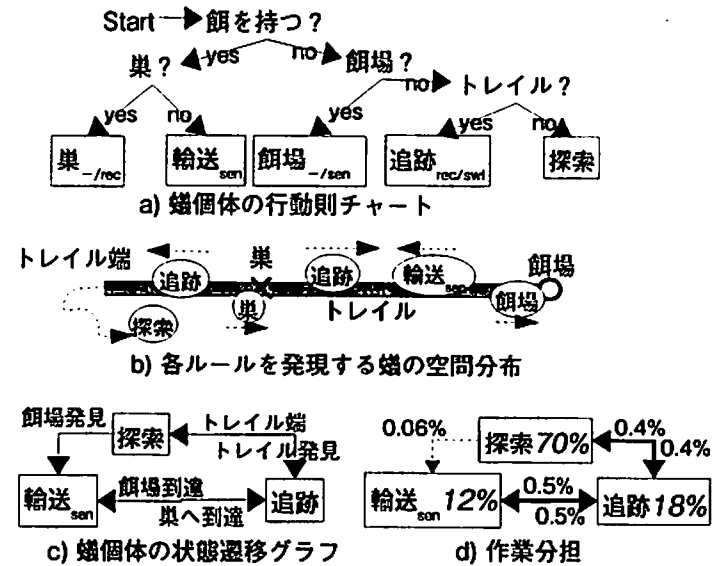 Start 餌を持つ？
yes no
巣？ 餌場？
no トレイル？
yes no yes yes no
巣-/rec 輸送sen 餌場-/sen 追跡rec/swl 探索
a) 蟻個体の行動則チャート
トレイル端 巣 餌場
追跡 追跡 輸送sen
巣 トレイル 餌場
探索
b) 各ルールを発現する蟻の空間分布
餌場発見 探索 トレイル端
トレイル発見
輸送sen 餌場到達 追跡
巣へ到達
c) 蟻個体の状態遷移グラフ
0.06% 探索70% 0.4%
0.4%
輸送sen 12% 0.5% 追跡18%
0.5%
d) 作業分担